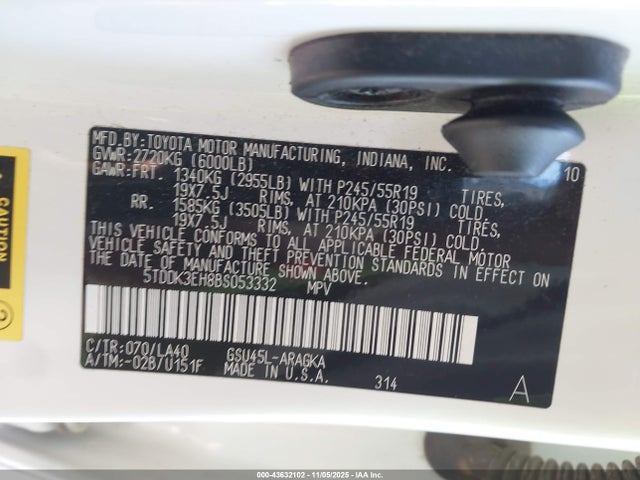 MFD.BY:TOYOTA MOTOR MANUFACTURING, INDIANA, INC. 10
GVWR:2720KG (6000LB)
GAWR:FRT 1340KG (2955LB) WITH P245/55R19 TIRES,
19X7.5J RIMS, AT 210KPA (30PSI) COLD.
RR. 1585KG (3505LB) WITH P245/55R19 TIRES,
19X7.5J RIMS, AT 210KPA (30PSI) COLD.
THIS VEHICLE CONFORMS TO ALL APPLICABLE FEDERAL MOTOR
VEHICLE SAFETY AND THEFT PREVENTION STANDARDS IN EFFECT ON
THE DATE OF MANUFACTURE SHOWN ABOVE.
5TDDK3EH8BS053332 MPV
C/TR:070/LA40 GSU45L-ARAGKA
A/TM:-02B/U151F MADE IN U.S.A. 314 A
CAUTION
000-43632102 - 11/05/2025 - IAA Inc.